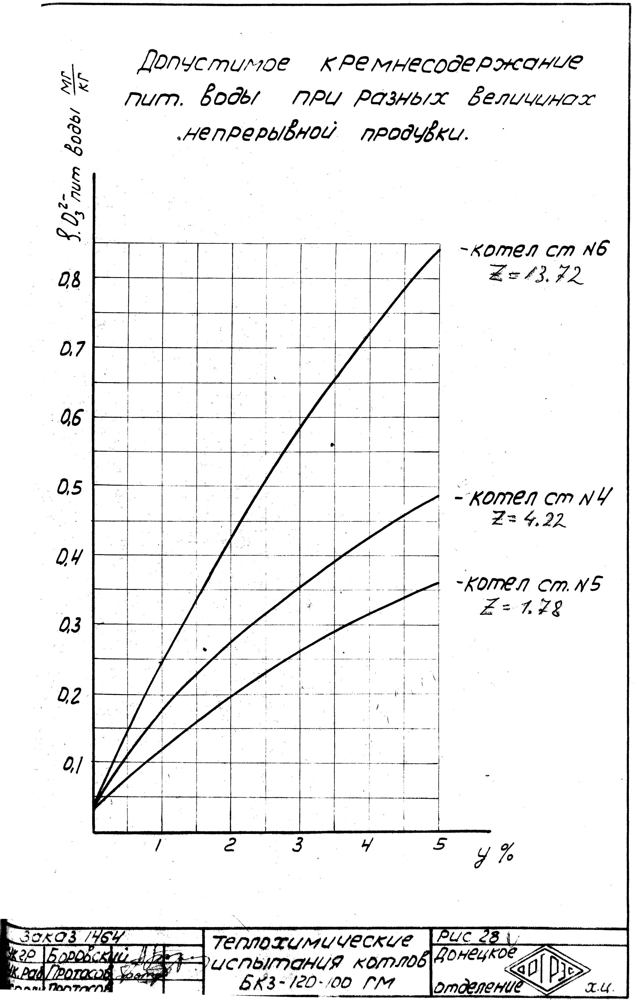 Допустимое кремнесодержание
пит. воды при разных величинах
непрерывной продувки.
пит воды мг/кг
0,8
0,7
0,6
0,5
0,4
0,3
0,2
0,1
1 2 3 4 5
У %
-котел ст N6
Z = 13.72
- котел ст N4
Z = 4.22
-котел ст. N5
Z = 1.78
Заказ 1464
Боровский
Протасов
Протасов
Теплохимические
испытания котлов
БКЗ-120-100 ГМ
Рис 28
Донецкое
отделение
ОРГРЭС
х.ц.